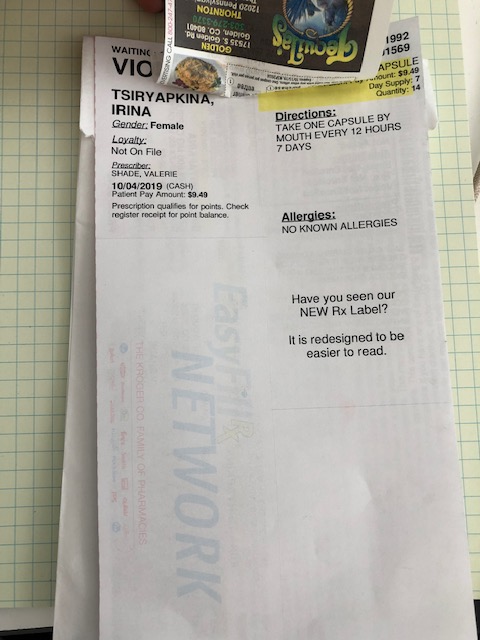 WAITING
VIO
TSIRYAPKINA,
IRINA
Gender: Female
Loyalty:
Not On File
Prescriber:
SHADE, VALERIE
10/04/2019 (CASH)
Patient Pay Amount: $9.49
Prescription qualifies for points. Check
register receipt for point balance.
1992
1569
APSULE
Amount: $9.49
Day Supply: 7
Quantity: 14
Directions:
TAKE ONE CAPSULE BY
MOUTH EVERY 12 HOURS
7 DAYS
Allergies:
NO KNOWN ALLERGIES
Have you seen our
NEW Rx Label?
It is redesigned to be
easier to read.
Tequila's
THORNTON
12020 Pennsylvania
GOLDEN
17535 S. Golden Rd.
Golden, CO. 80401
EasyFill
NETWORK
THE KROGER CO. FAMILY OF PHARMACIES